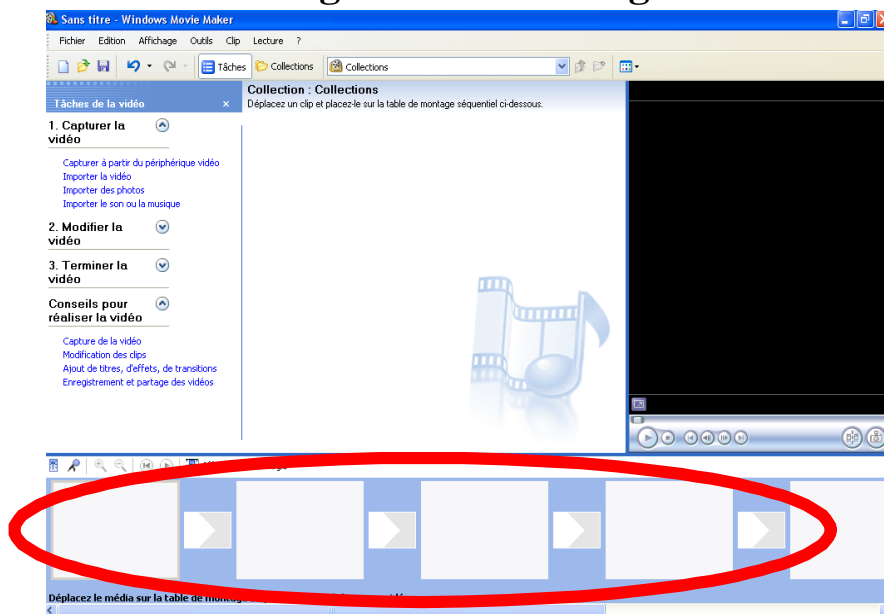 Sans titre - Windows Movie Maker
Fichier Edition Affichage Outils Clip Lecture ?
Tâches Collections Collections
Tâches de la vidéo
Collection : Collections
Déplacez un clip et placez-le sur la table de montage séquentiel ci-dessous.
1. Capturer la
vidéo
Capturer à partir du périphérique vidéo
Importer la vidéo
Importer des photos
Importer le son ou la musique
2. Modifier la
vidéo
3. Terminer la
vidéo
Conseils pour
réaliser la vidéo
Capture de la vidéo
Modification des clips
Ajout de titres, d'effets, de transitions
Enregistrement et partage des vidéos
Déplacez le média sur la table de montage